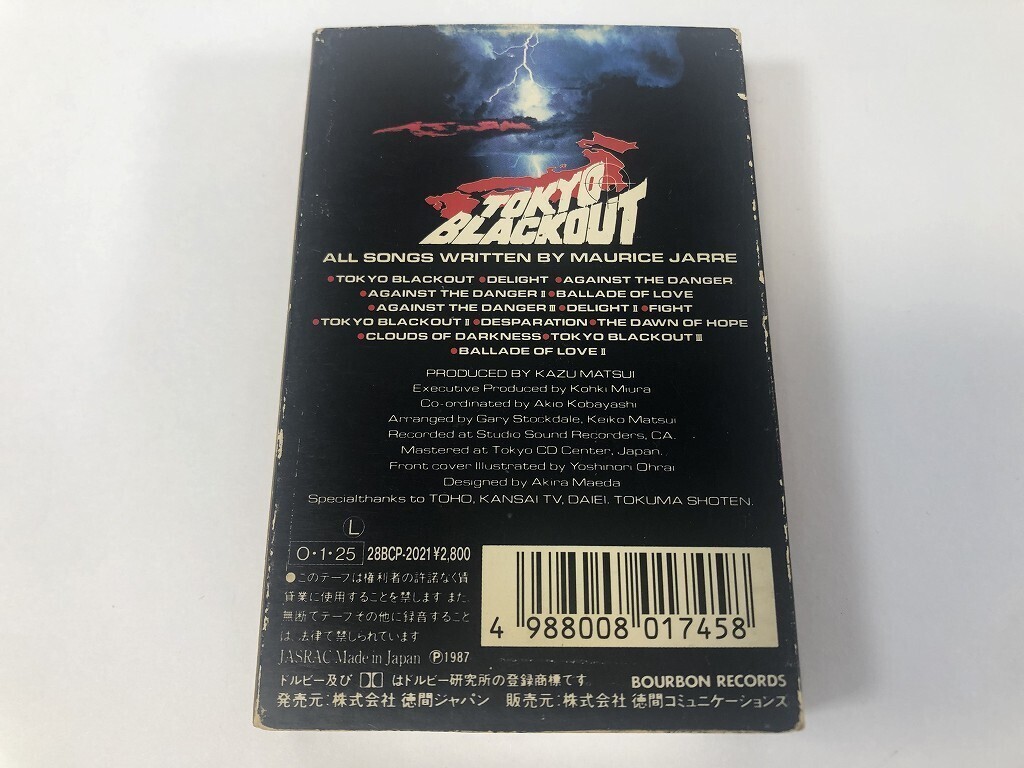 TOKYO
BLACKOUT
ALL SONGS WRITTEN BY MAURICE JARRE
●TOKYO BLACKOUT ●DELIGHT ●AGAINST THE DANGER
●AGAINST THE DANGER Ⅱ ●BALLADE OF LOVE
●AGAINST THE DANGER Ⅲ ●DELIGHT Ⅱ ●FIGHT
●TOKYO BLACKOUT Ⅱ ●DESPARATION ●THE DAWN OF HOPE
●CLOUDS OF DARKNESS ●TOKYO BLACKOUT Ⅲ
●BALLADE OF LOVE Ⅱ
PRODUCED BY KAZU MATSUI
Executive Produced by Kohki Miura
Co-ordinated by Akio Kobayashi
Arranged by Gary Stockdale, Keiko Matsui
Recorded at Studio Sound Recorders, CA.
Mastered at Tokyo CD Center, Japan.
Front cover Illustrated by Yoshinori Ohrai
Designed by Akira Maeda
Specialthanks to TOHO, KANSAI TV, DAIEI. TOKUMA SHOTEN.
Ⓛ
O・1・25 28BCP-2021 ¥2,800
●このテープは権利者の許諾なく賃
貸業に使用することを禁します また
無断でテープその他に録音すること
は 法律で禁しられています
JASRAC Made in Japan Ⓟ1987
4 988008 017458
ドルビー及び はドルビー研究所の登録商標です. BOURBON RECORDS
発売元：株式会社 徳間ジャパン 販売元：株式会社 徳間コミュニケーションズ